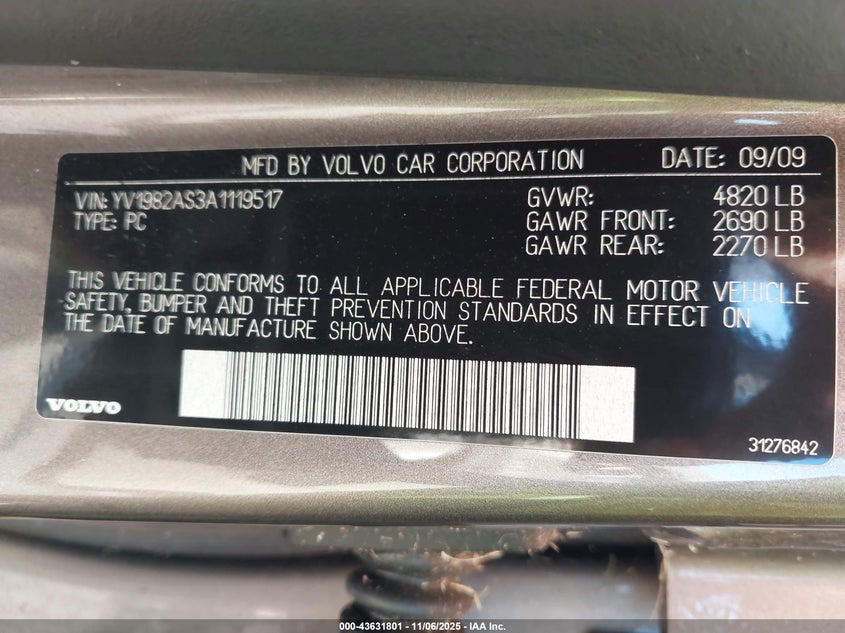 MFD BY VOLVO CAR CORPORATION DATE: 09/09
VIN: YV1982AS3A1119517 GVWR: 4820 LB
TYPE: PC GAWR FRONT: 2690 LB
GAWR REAR: 2270 LB
THIS VEHICLE CONFORMS TO ALL APPLICABLE FEDERAL MOTOR VEHICLE
SAFETY, BUMPER AND THEFT PREVENTION STANDARDS IN EFFECT ON
THE DATE OF MANUFACTURE SHOWN ABOVE.
VOLVO
31276842
000-43631801 - 11/06/2025 - IAA Inc.